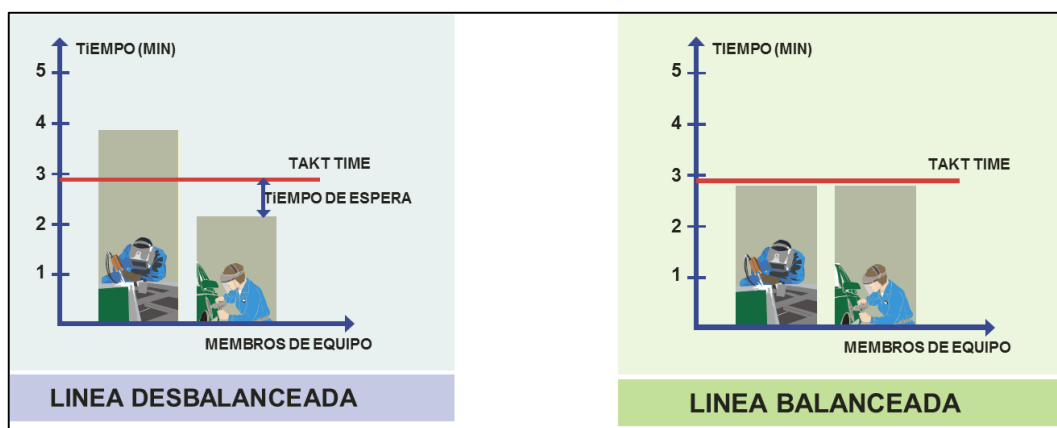 TiEMPO (MIN)
5
4
3
2
1
TAKT TIME
TiEMPO DE ESPERA
MEMBROS DE EQUIPO
LINEA DESBALANCEADA
TIEMPO (MIN)
5
4
3
2
1
TAKT TIME
MEMBROS DE EQUIPO
LINEA BALANCEADA